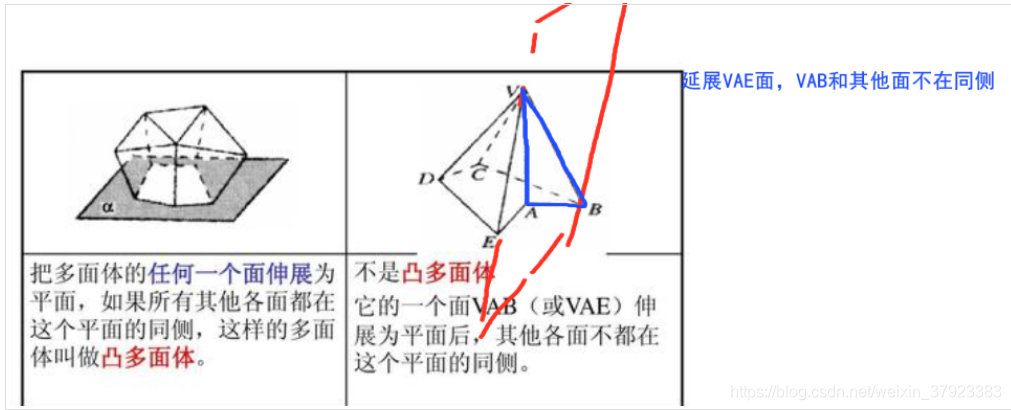 延展VAE面，VAB和其他面不在同侧
α
V
D
C
A
B
E
把多面体的任何一个面伸展为
平面，如果所有其他各面都在
这个平面的同侧，这样的多面
体叫做凸多面体。
不是凸多面体
它的一个面VAB（或VAE）伸
展为平面后，其他各面不都在
这个平面的同侧。
https://blog.csdn.net/weixin_37923383